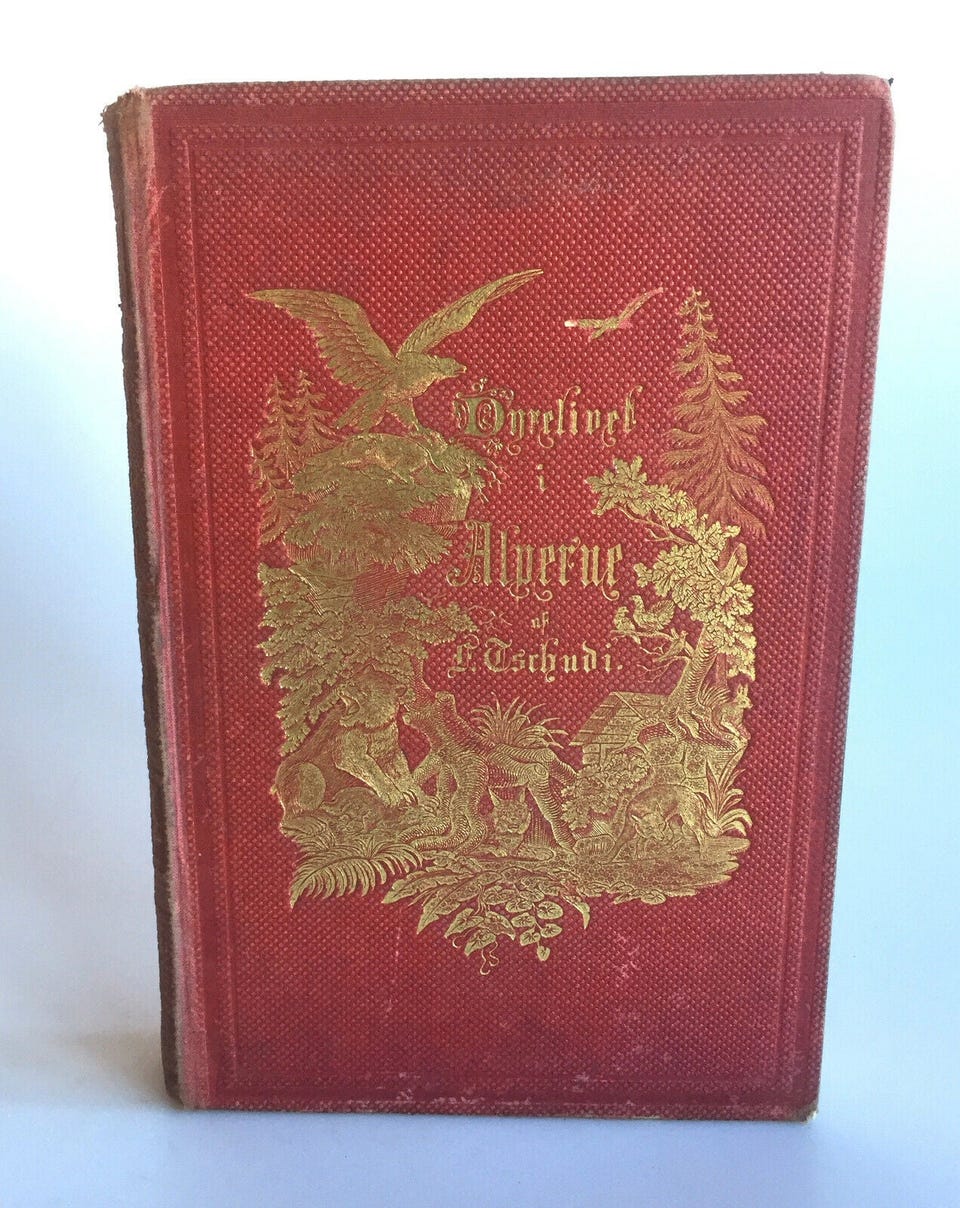 Dyrelivet
i
Alperne
af
F. Tschudi.